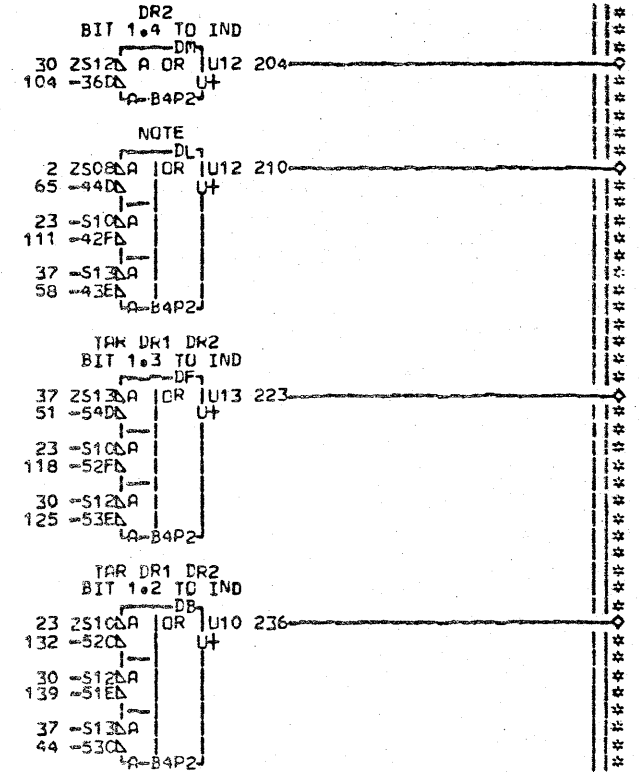 DR2
BIT 1.4 TO IND
DM
30 ZS12 A OR U12 204
104 -36D U+
A-B4P2
NOTE
DL
2 ZS08 A OR U12 210
65 -44D U+
23 -S10 A
111 -42F
37 -S13 A
58 -43E
A-B4P2
TAR DR1 DR2
BIT 1.3 TO IND
DF
37 ZS13 A OR U13 223
51 -54D U+
23 -S10 A
118 -52F
30 -S12 A
125 -53E
A-B4P2
TAR DR1 DR2
BIT 1.2 TO IND
DB
23 ZS10 A OR U10 236
132 -52C U+
30 -S12 A
139 -51E
37 -S13 A
44 -53C
A-B4P2